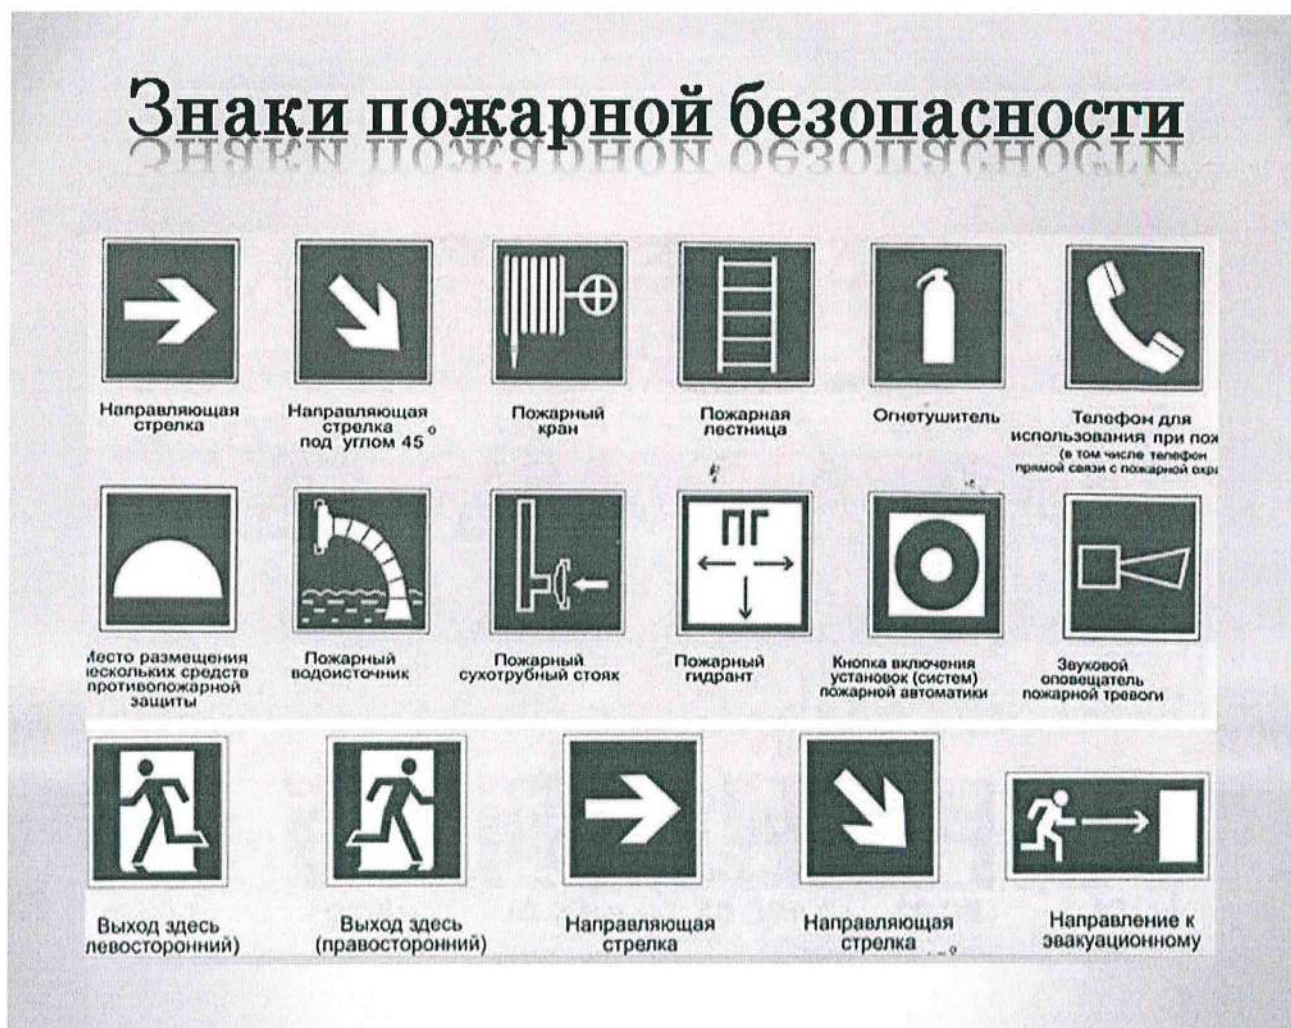 Знаки пожарной безопасности
Направляющая
стрелка
Направляющая
стрелка
под углом 45°
Пожарный
кран
Пожарная
лестница
Огнетушитель
Телефон для
использования при пож
(в том числе телефон
прямой связи с пожарной охра
Место размещения
нескольких средств
противопожарной
защиты
Пожарный
водоисточник
Пожарный
сухотрубный стояк
ПГ
Пожарный
гидрант
Кнопка включения
установок (систем)
пожарной автоматики
Звуковой
оповещатель
пожарной тревоги
Выход здесь
левосторонний)
Выход здесь
(правосторонний)
Направляющая
стрелка
Направляющая
стрелка
Направление к
эвакуационному